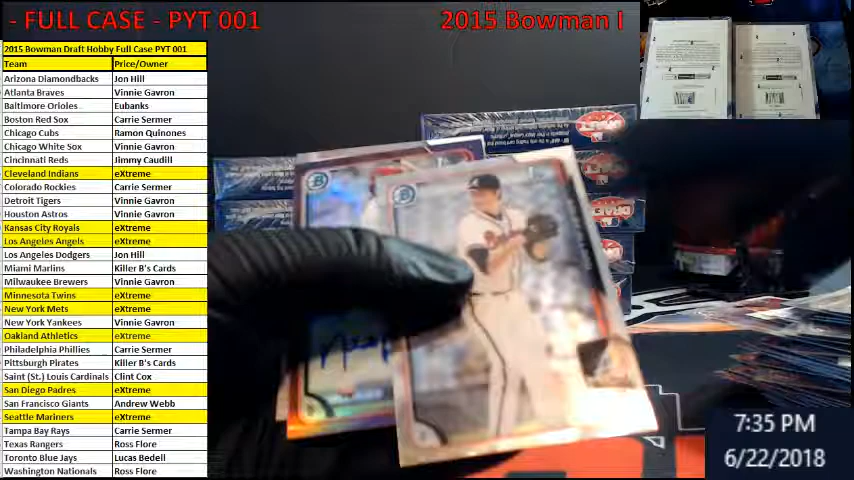 - FULL CASE - PYT 001
2015 Bowman I
2015 Bowman Draft Hobby Full Case PYT 001
Team Price/Owner
Arizona Diamondbacks Jon Hill
Atlanta Braves Vinnie Gavron
Baltimore Orioles Eubanks
Boston Red Sox Carrie Sermer
Chicago Cubs Ramon Quinones
Chicago White Sox Vinnie Gavron
Cincinnati Reds Jimmy Caudill
Cleveland Indians eXtreme
Colorado Rockies Carrie Sermer
Detroit Tigers Vinnie Gavron
Houston Astros Vinnie Gavron
Kansas City Royals eXtreme
Los Angeles Angels eXtreme
Los Angeles Dodgers Jon Hill
Miami Marlins Killer B's Cards
Milwaukee Brewers Vinnie Gavron
Minnesota Twins eXtreme
New York Mets eXtreme
New York Yankees Vinnie Gavron
Oakland Athletics eXtreme
Philadelphia Phillies Carrie Sermer
Pittsburgh Pirates Killer B's Cards
Saint (St.) Louis Cardinals Clint Cox
San Diego Padres eXtreme
San Francisco Giants Andrew Webb
Seattle Mariners eXtreme
Tampa Bay Rays Carrie Sermer
Texas Rangers Ross Flore
Toronto Blue Jays Lucas Bedell
Washington Nationals Ross Flore
DRAFT
DRAFT
7:35 PM
6/22/2018